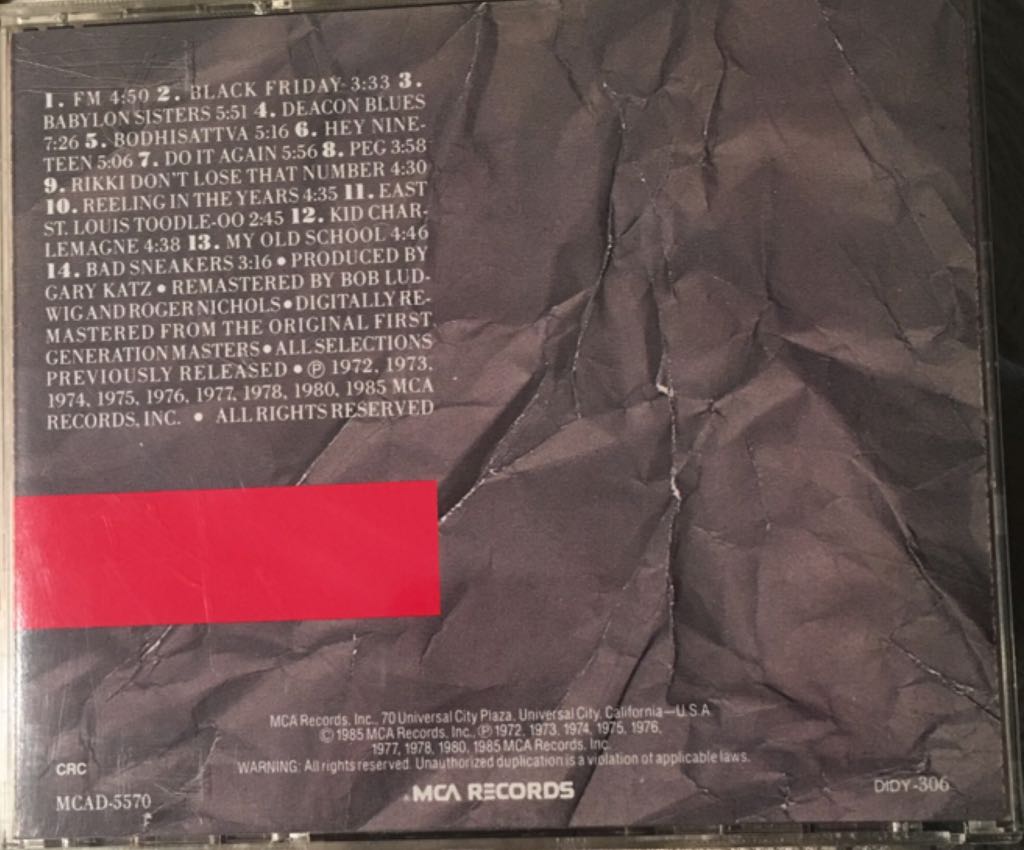 1. FM 4:50 2. BLACK FRIDAY 3:33 3.
BABYLON SISTERS 5:51 4. DEACON BLUES
7:26 5. BODHISATTVA 5:16 6. HEY NINE-
TEEN 5:06 7. DO IT AGAIN 5:56 8. PEG 3:58
9. RIKKI DON'T LOSE THAT NUMBER 4:30
10. REELING IN THE YEARS 4:35 11. EAST
ST. LOUIS TOODLE-OO 2:45 12. KID CHAR-
LEMAGNE 4:38 13. MY OLD SCHOOL 4:46
14. BAD SNEAKERS 3:16 • PRODUCED BY
GARY KATZ • REMASTERED BY BOB LUD-
WIG AND ROGER NICHOLS • DIGITALLY RE-
MASTERED FROM THE ORIGINAL FIRST
GENERATION MASTERS • ALL SELECTIONS
PREVIOUSLY RELEASED • ℗ 1972, 1973,
1974, 1975, 1976, 1977, 1978, 1980, 1985 MCA
RECORDS, INC. • ALL RIGHTS RESERVED
MCA Records, Inc., 70 Universal City Plaza, Universal City, California—U.S.A.
© 1985 MCA Records, Inc., ℗ 1972, 1973, 1974, 1975, 1976,
1977, 1978, 1980, 1985 MCA Records, Inc.
WARNING: All rights reserved. Unauthorized duplication is a violation of applicable laws.
CRC
MCAD-5570
MCA RECORDS
DIDY-306